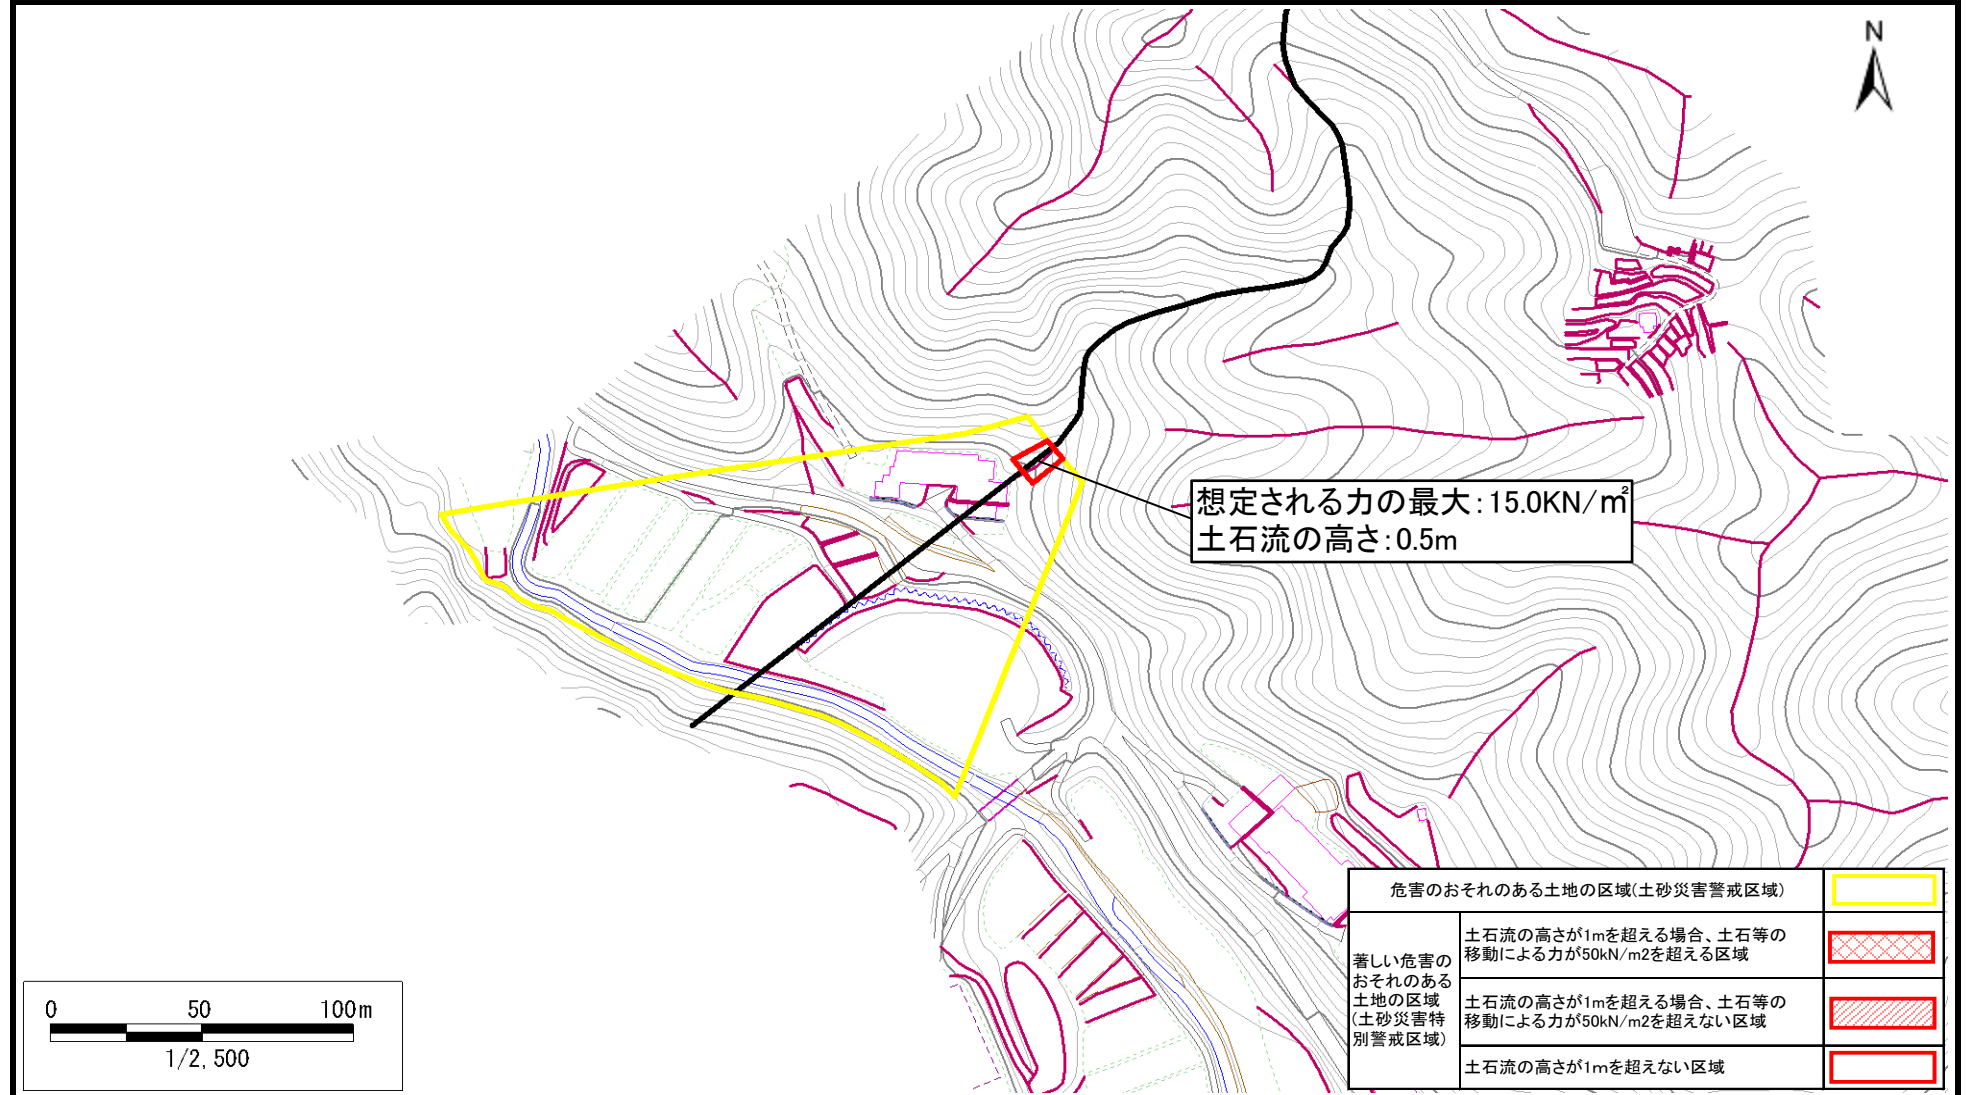 N
想定される力の最大：15.0KN/㎡
土石流の高さ：0.5m
危害のおそれのある土地の区域(土砂災害警戒区域)
著しい危害の
おそれのある
土地の区域
(土砂災害特
別警戒区域)
土石流の高さが1mを超える場合、土石等の
移動による力が50kN/m2を超える区域
土石流の高さが1mを超える場合、土石等の
移動による力が50kN/m2を超えない区域
土石流の高さが1mを超えない区域
0 50 100m
1/2,500